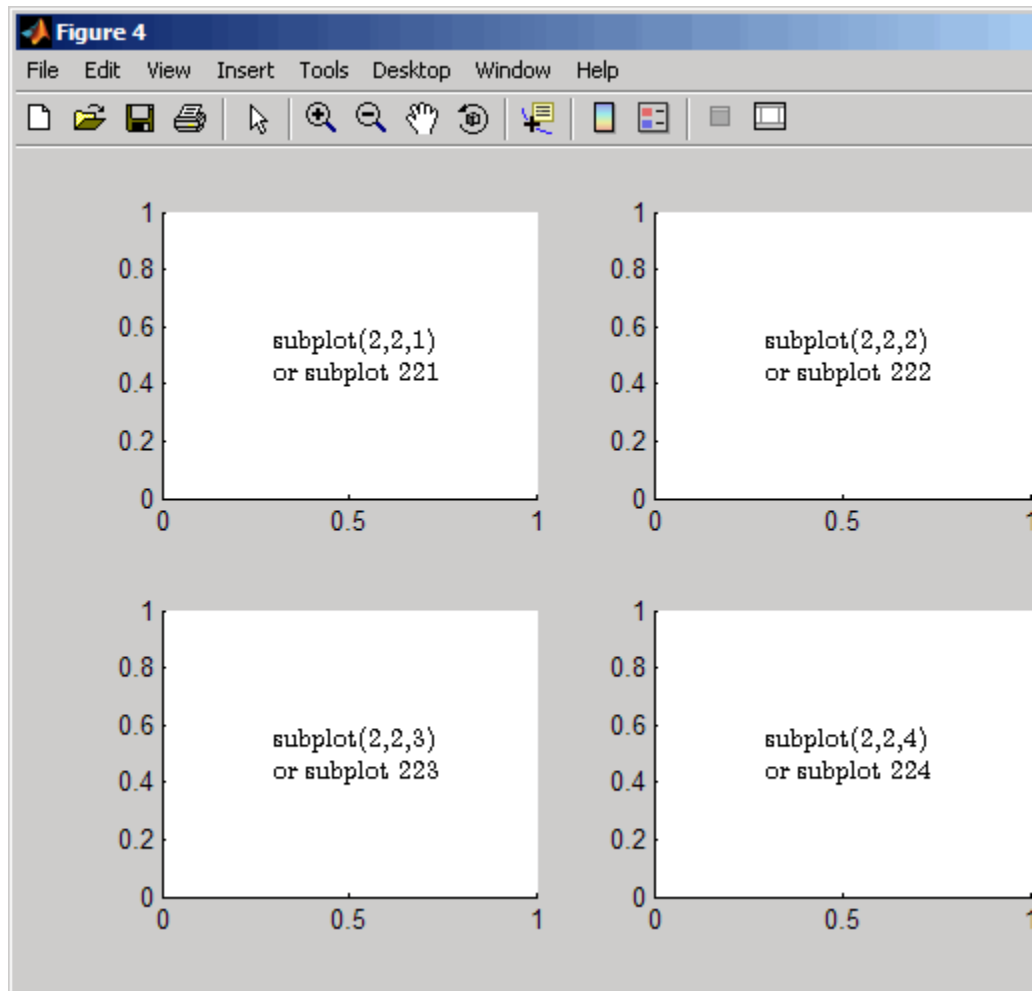 Figure 4
File Edit View Insert Tools Desktop Window Help
1 1
0.8 0.8
0.6 0.6
subplot(2,2,1) subplot(2,2,2)
or subplot 221 or subplot 222
0.4 0.4
0.2 0.2
0 0
0 0.5 1 0 0.5 1
1 1
0.8 0.8
0.6 0.6
subplot(2,2,3) subplot(2,2,4)
or subplot 223 or subplot 224
0.4 0.4
0.2 0.2
0 0
0 0.5 1 0 0.5 1